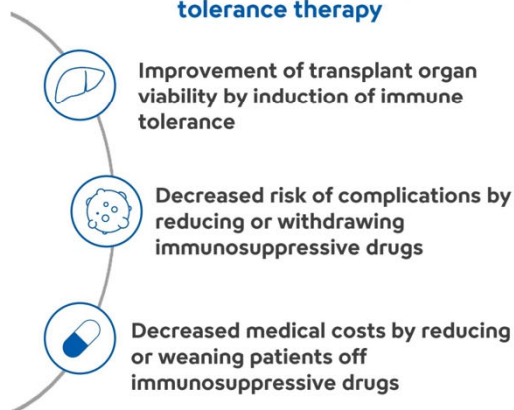 tolerance therapy
Improvement of transplant organ
viability by induction of immune
tolerance
Decreased risk of complications by
reducing or withdrawing
immunosuppressive drugs
Decreased medical costs by reducing
or weaning patients off
immunosuppressive drugs